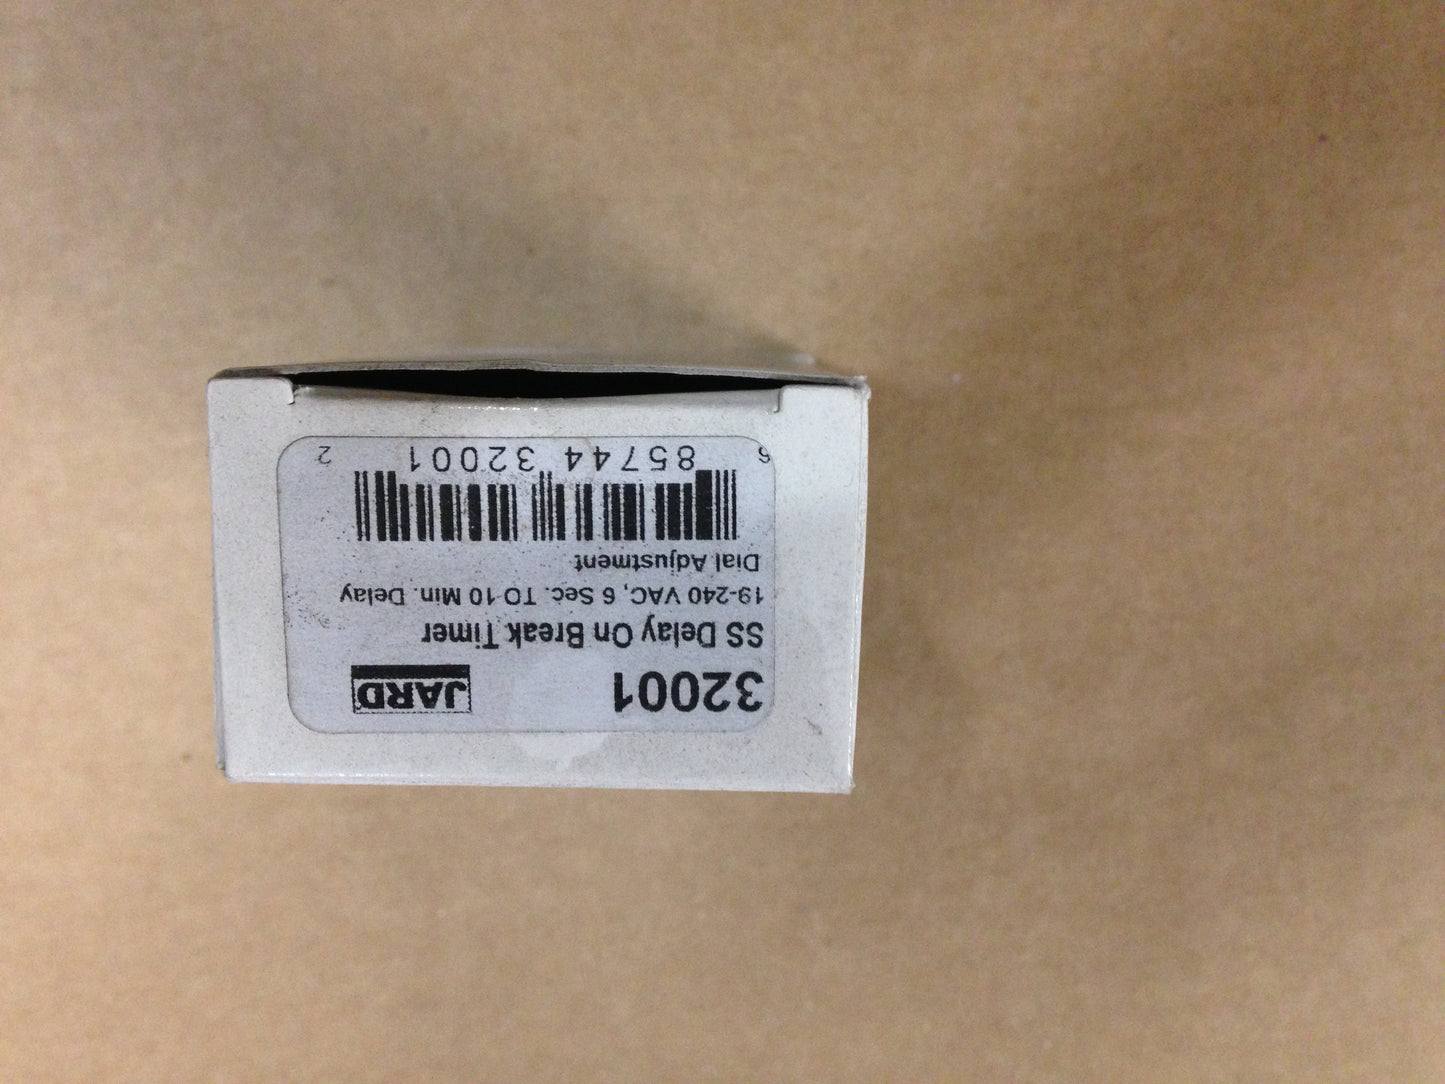 32001 JARD
SS Delay On Break Timer
19-240 VAC, 6 Sec. TO 10 Min. Delay
Dial Adjustment
6 85744 32001 2